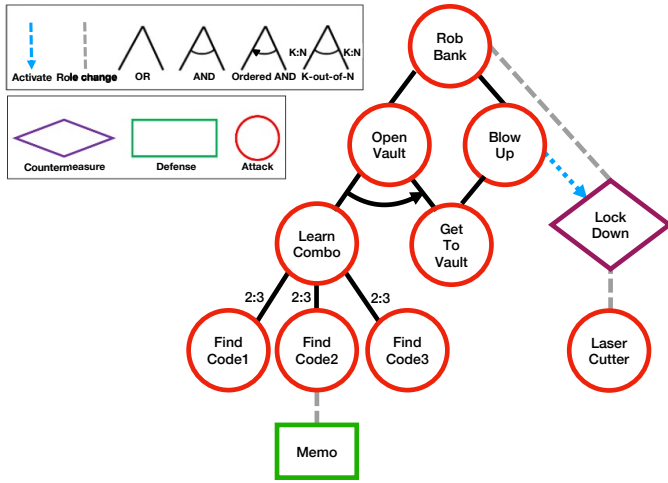 K:N
K:N
Activate
Role change
OR
AND
Ordered AND
K-out-of-N
Countermeasure
Defense
Attack
Rob
Bank
Open
Vault
Blow
Up
Lock
Down
Learn
Combo
Get
To
Vault
2:3
2:3
2:3
Find
Code1
Find
Code2
Find
Code3
Laser
Cutter
Memo